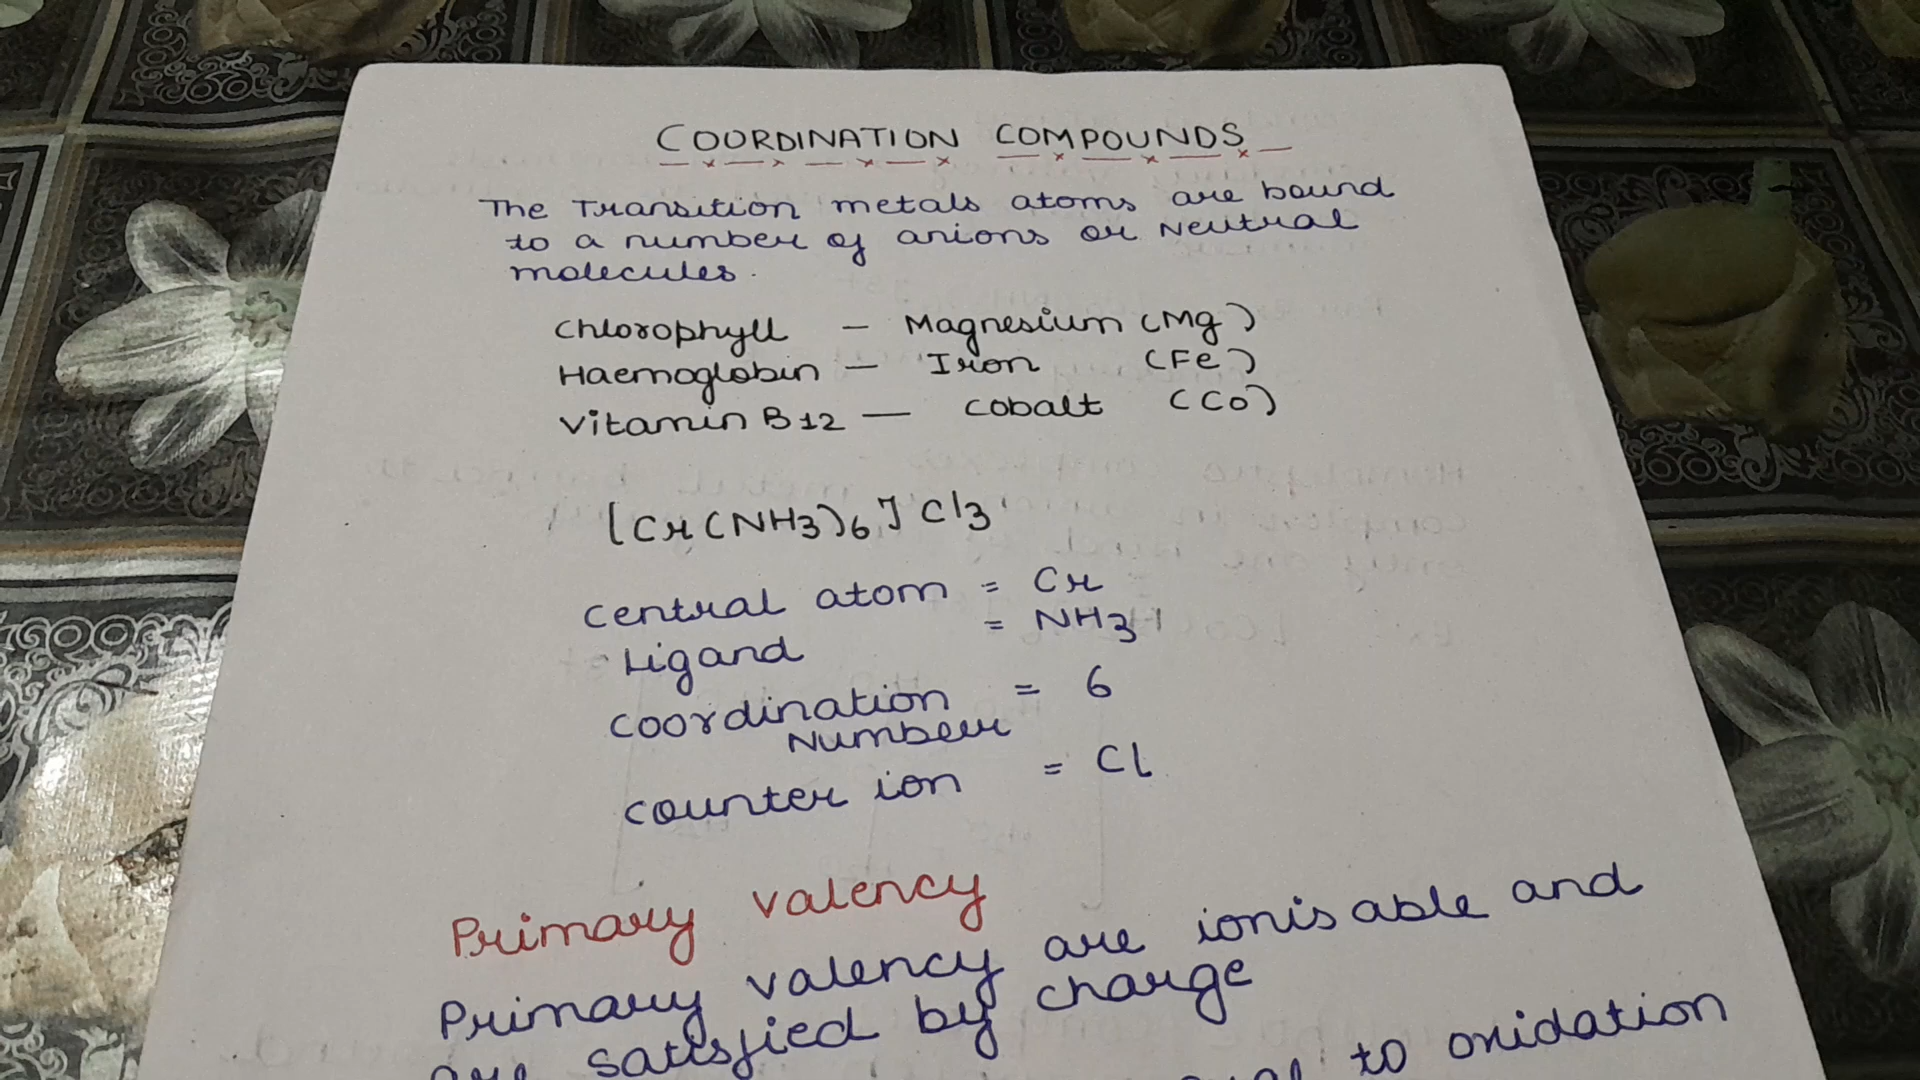 COORDINATION COMPOUNDS
The Transition metals atoms are bound
to a number of anions or Neutral
molecules.
Chlorophyll - Magnesium (Mg)
Haemoglobin - Iron (Fe)
Vitamin B12 - Cobalt (Co)
[Cr(NH3)6]Cl3
Central atom = Cr
Ligand = NH3
Coordination = 6
Number
Counter ion = Cl
Primary valency
Primary valency are ionisable and
are satisfied by charge
to oxidation